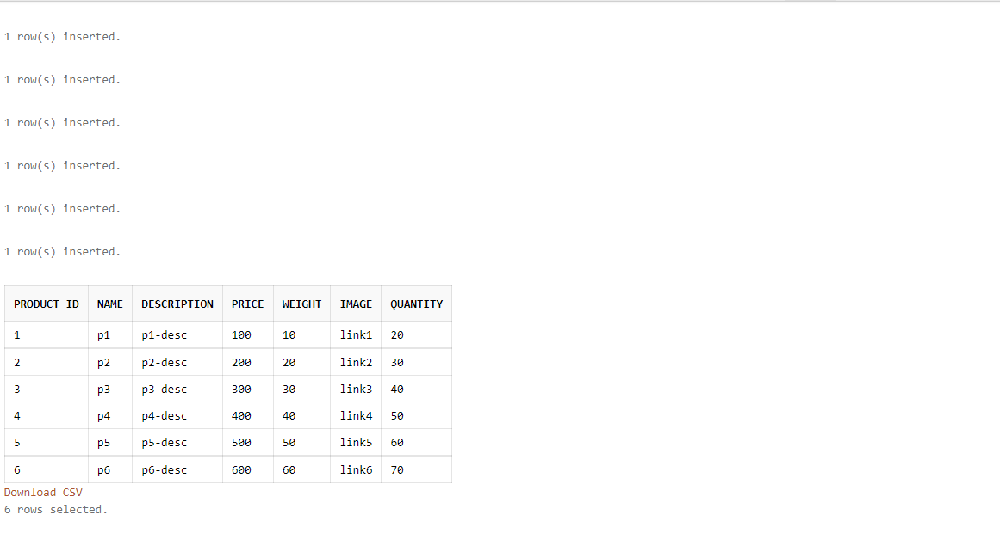 1 row(s) inserted.
1 row(s) inserted.
1 row(s) inserted.
1 row(s) inserted.
1 row(s) inserted.
1 row(s) inserted.
PRODUCT_ID NAME DESCRIPTION PRICE WEIGHT IMAGE QUANTITY
1 p1 p1-desc 100 10 link1 20
2 p2 p2-desc 200 20 link2 30
3 p3 p3-desc 300 30 link3 40
4 p4 p4-desc 400 40 link4 50
5 p5 p5-desc 500 50 link5 60
6 p6 p6-desc 600 60 link6 70
Download CSV
6 rows selected.